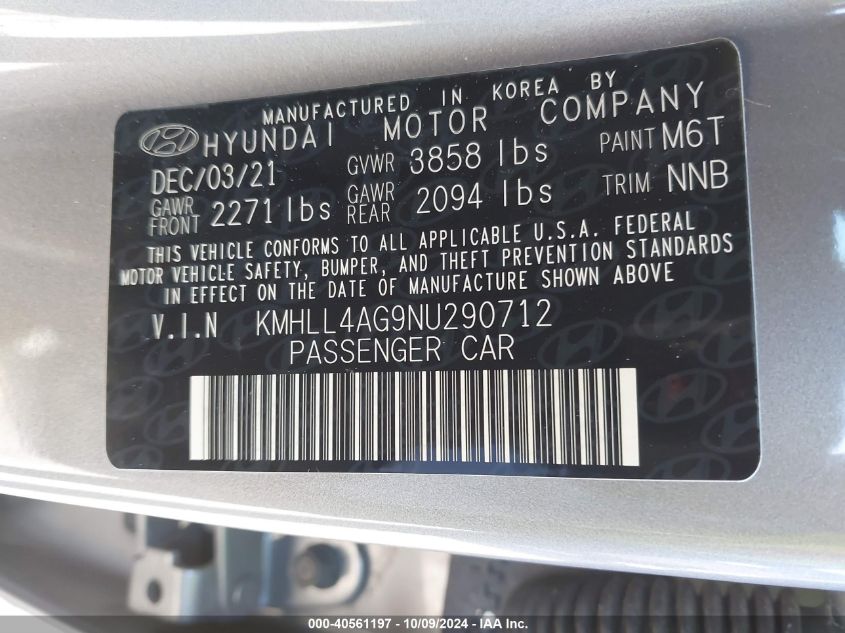 MANUFACTURED IN KOREA BY
HYUNDAI MOTOR COMPANY
DEC/03/21 GVWR 3858 lbs PAINT M6T
GAWR FRONT 2271 lbs GAWR REAR 2094 lbs TRIM NNB
THIS VEHICLE CONFORMS TO ALL APPLICABLE U.S.A. FEDERAL
MOTOR VEHICLE SAFETY, BUMPER, AND THEFT PREVENTION STANDARDS
IN EFFECT ON THE DATE OF MANUFACTURE SHOWN ABOVE
V.I.N KMHLL4AG9NU290712
PASSENGER CAR
000-40561197 - 10/09/2024 - IAAI, Inc.